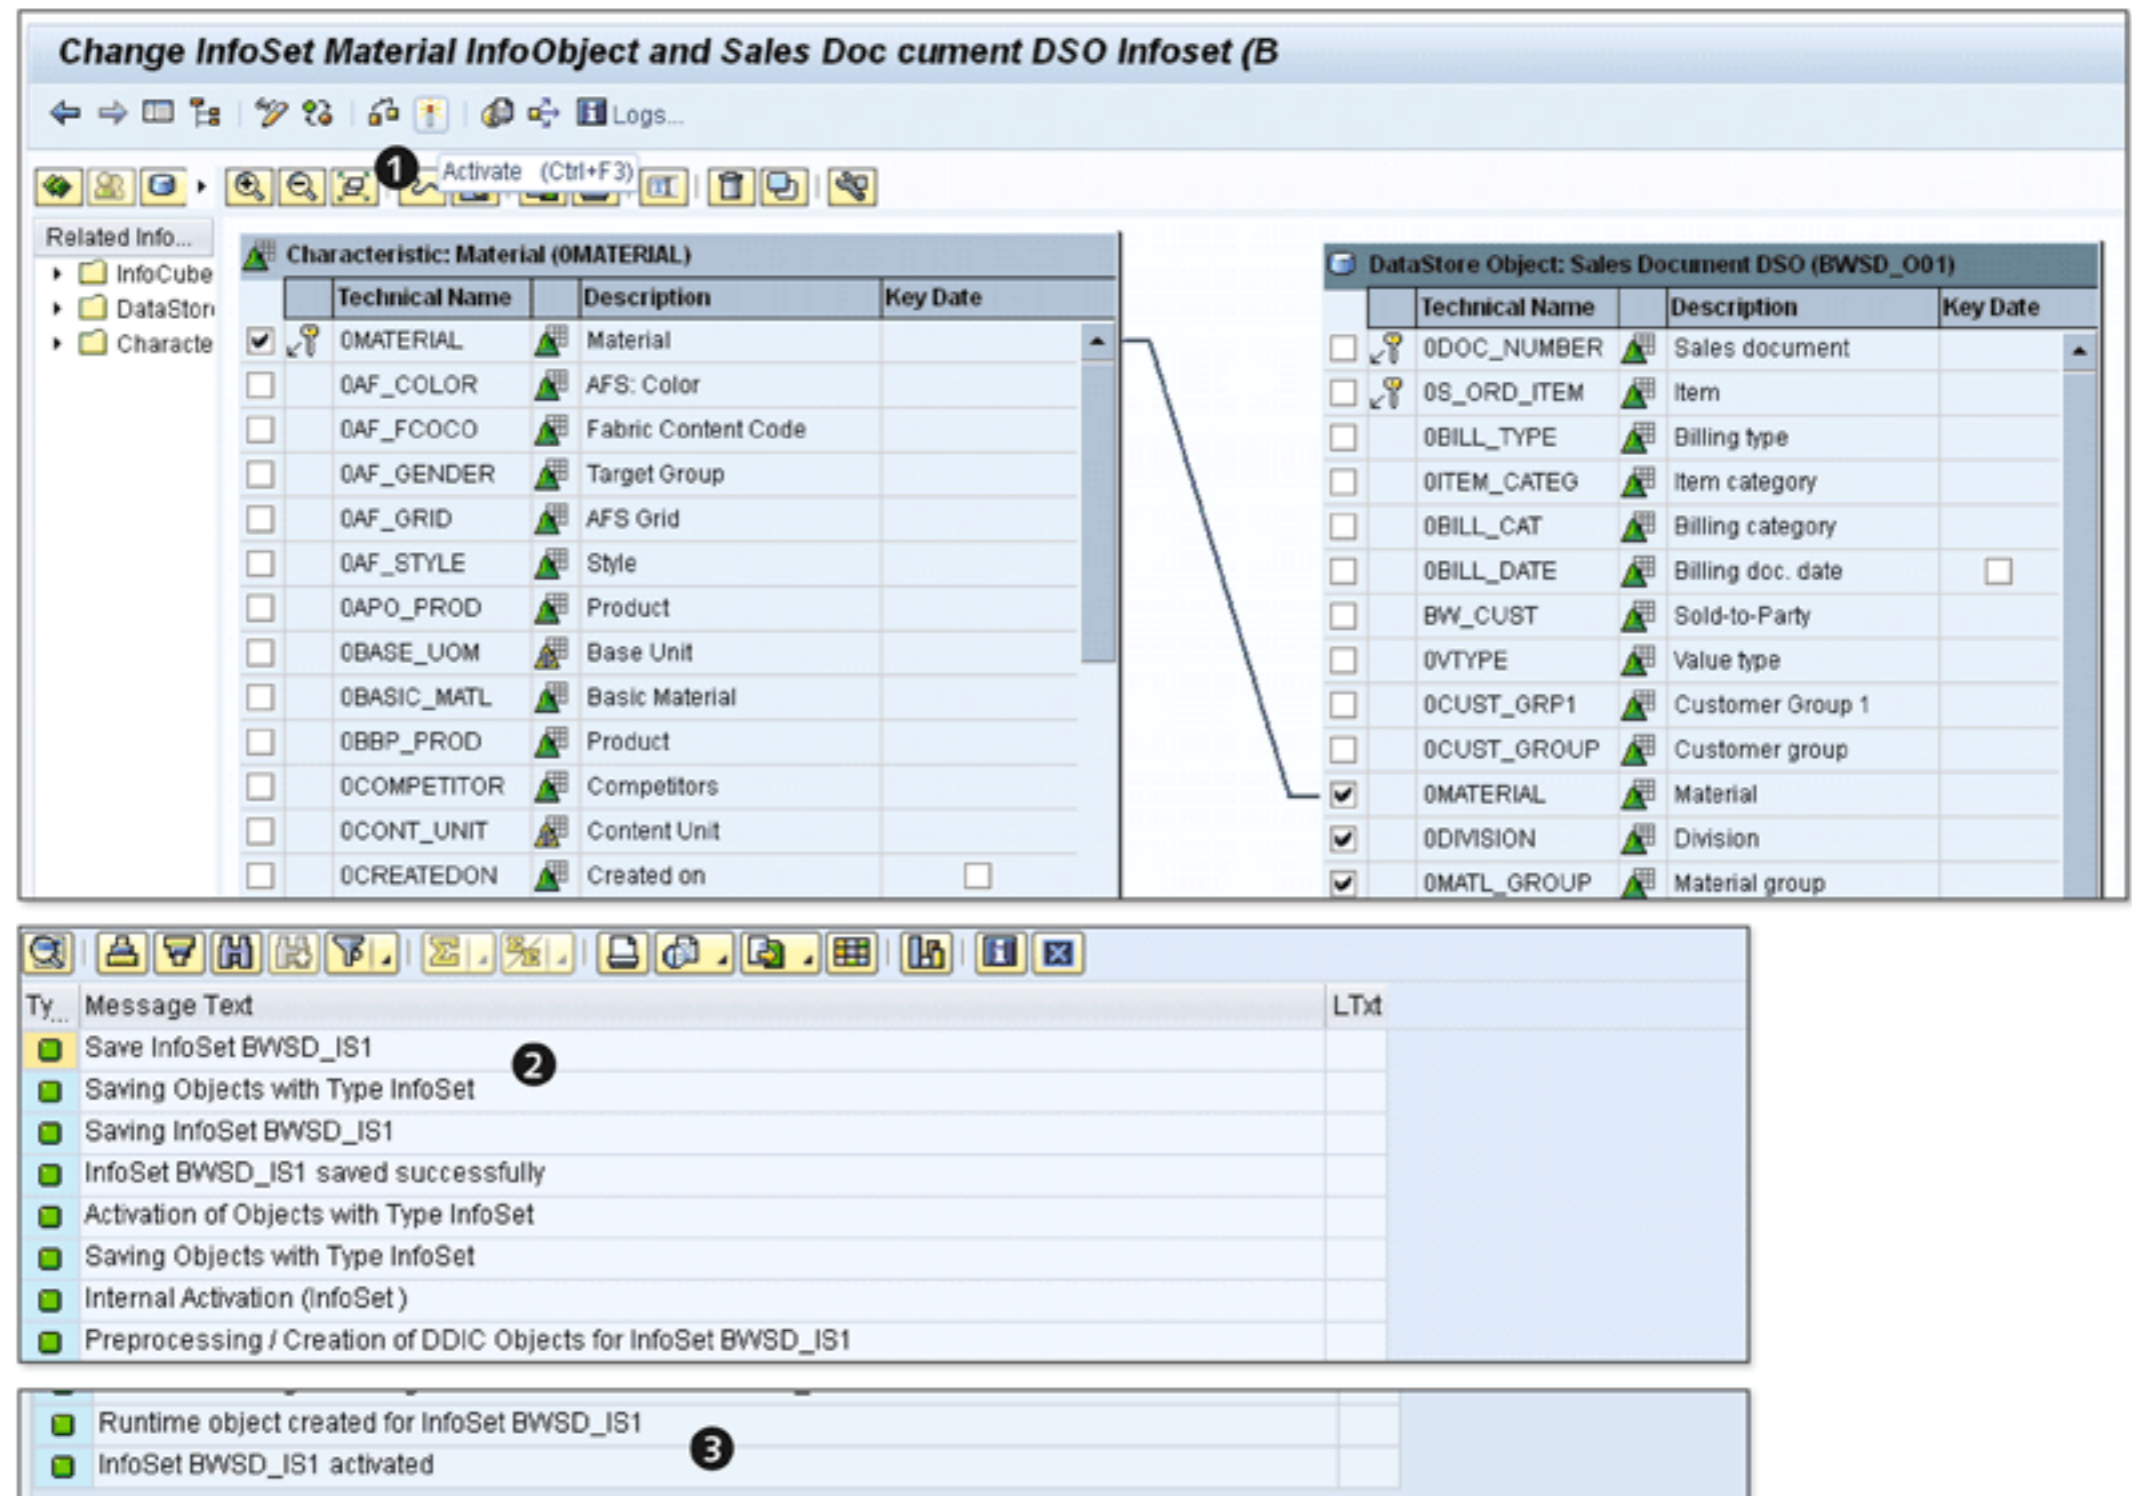 Change InfoSet Material InfoObject and Sales Doc cument DSO Infoset (B
Logs...
1 Activate (Ctrl+F3)
Related Info...
InfoCube
DataStor
Characte
Characteristic: Material (0MATERIAL)
Technical Name Description Key Date
0MATERIAL Material
0AF_COLOR AFS: Color
0AF_FCOCO Fabric Content Code
0AF_GENDER Target Group
0AF_GRID AFS Grid
0AF_STYLE Style
0APO_PROD Product
0BASE_UOM Base Unit
0BASIC_MATL Basic Material
0BBP_PROD Product
0COMPETITOR Competitors
0CONT_UNIT Content Unit
0CREATEDON Created on
DataStore Object: Sales Document DSO (BWSD_O01)
Technical Name Description Key Date
0DOC_NUMBER Sales document
0S_ORD_ITEM Item
0BILL_TYPE Billing type
0ITEM_CATEG Item category
0BILL_CAT Billing category
0BILL_DATE Billing doc. date
BW_CUST Sold-to-Party
0VTYPE Value type
0CUST_GRP1 Customer Group 1
0CUST_GROUP Customer group
0MATERIAL Material
0DIVISION Division
0MATL_GROUP Material group
Ty... Message Text LTxt
Save InfoSet BWSD_IS1
2
Saving Objects with Type InfoSet
Saving InfoSet BWSD_IS1
InfoSet BWSD_IS1 saved successfully
Activation of Objects with Type InfoSet
Saving Objects with Type InfoSet
Internal Activation (InfoSet )
Preprocessing / Creation of DDIC Objects for InfoSet BWSD_IS1
Runtime object created for InfoSet BWSD_IS1
3
InfoSet BWSD_IS1 activated